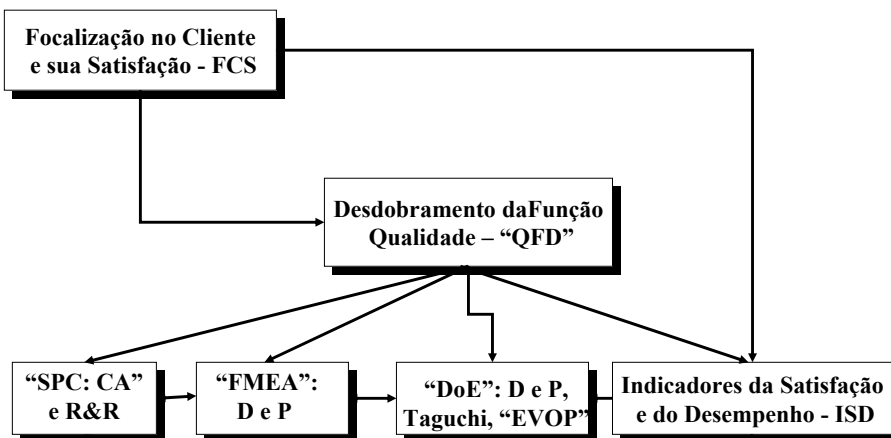 Focalização no Cliente
e sua Satisfação - FCS
Desdobramento daFunção
Qualidade – “QFD”
“SPC: CA”
e R&R
“FMEA”:
D e P
“DoE”: D e P,
Taguchi, “EVOP”
Indicadores da Satisfação
e do Desempenho - ISD